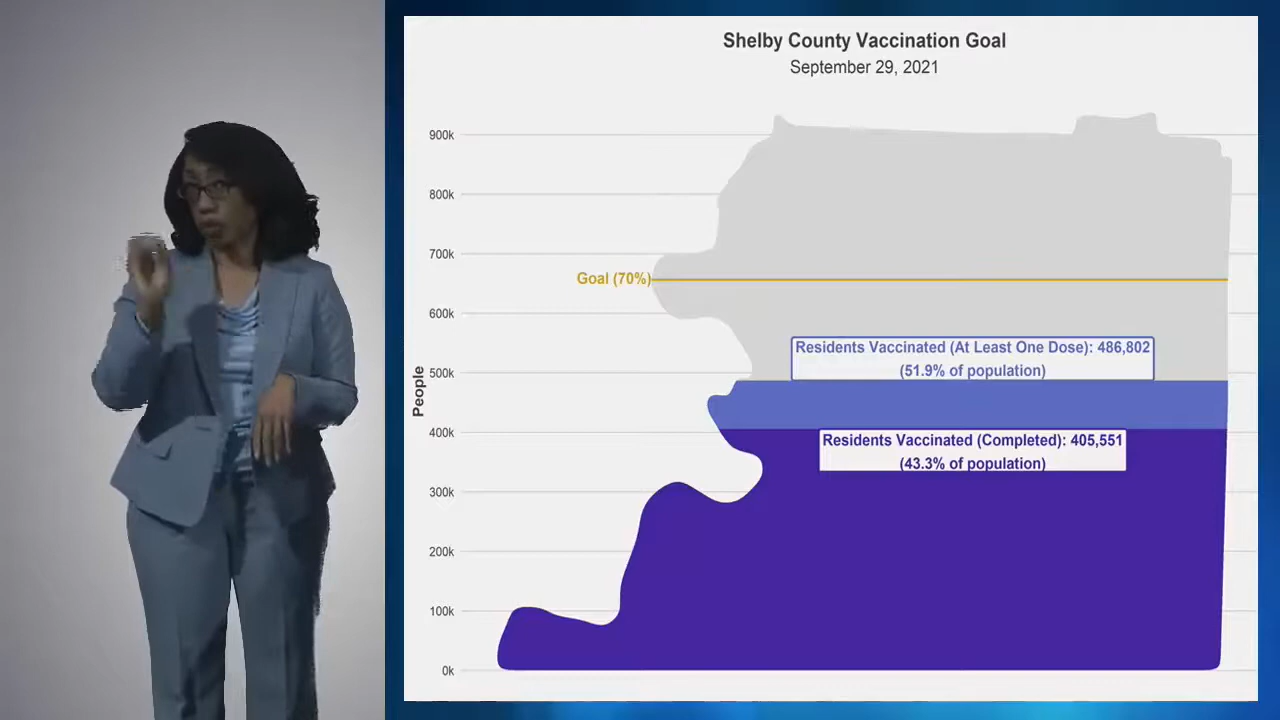 Shelby County Vaccination Goal
September 29, 2021
900k
800k
700k
Goal (70%)
600k
Residents Vaccinated (At Least One Dose): 486,802
(51.9% of population)
500k
People
400k
Residents Vaccinated (Completed): 405,551
(43.3% of population)
300k
200k
100k
0k